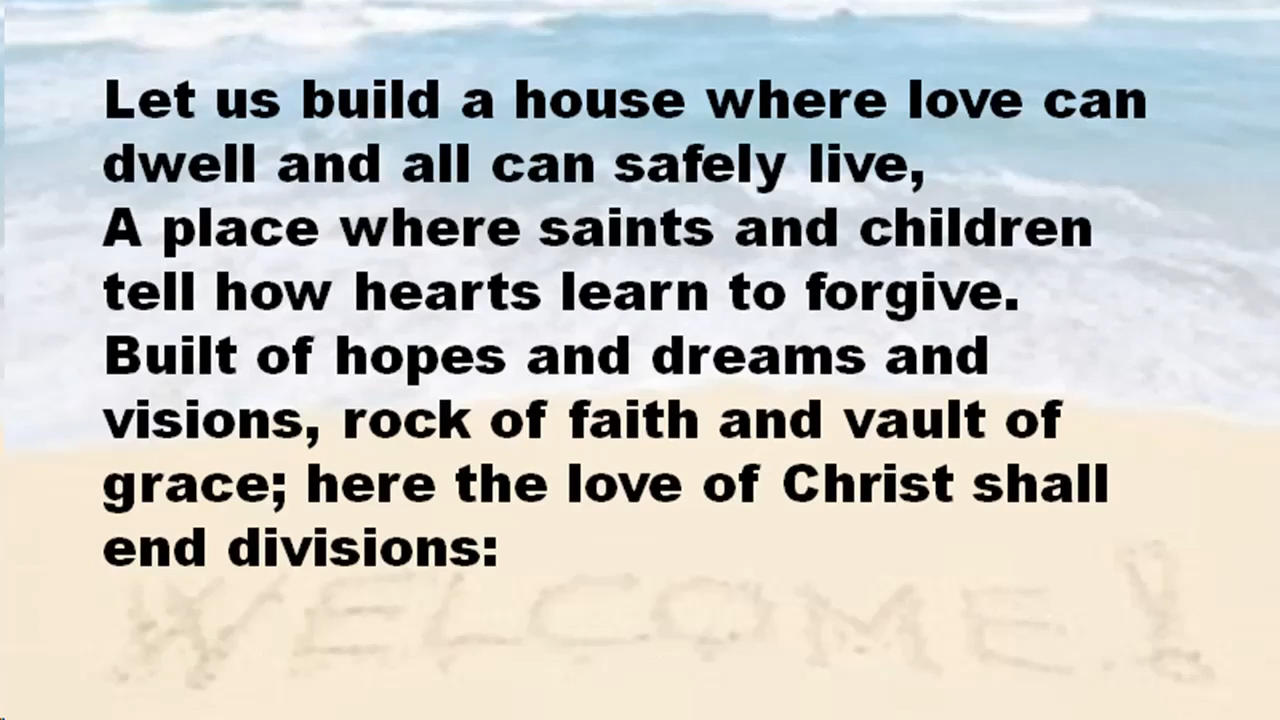 Let us build a house where love can
dwell and all can safely live,
A place where saints and children
tell how hearts learn to forgive.
Built of hopes and dreams and
visions, rock of faith and vault of
grace; here the love of Christ shall
end divisions:
WELCOME!